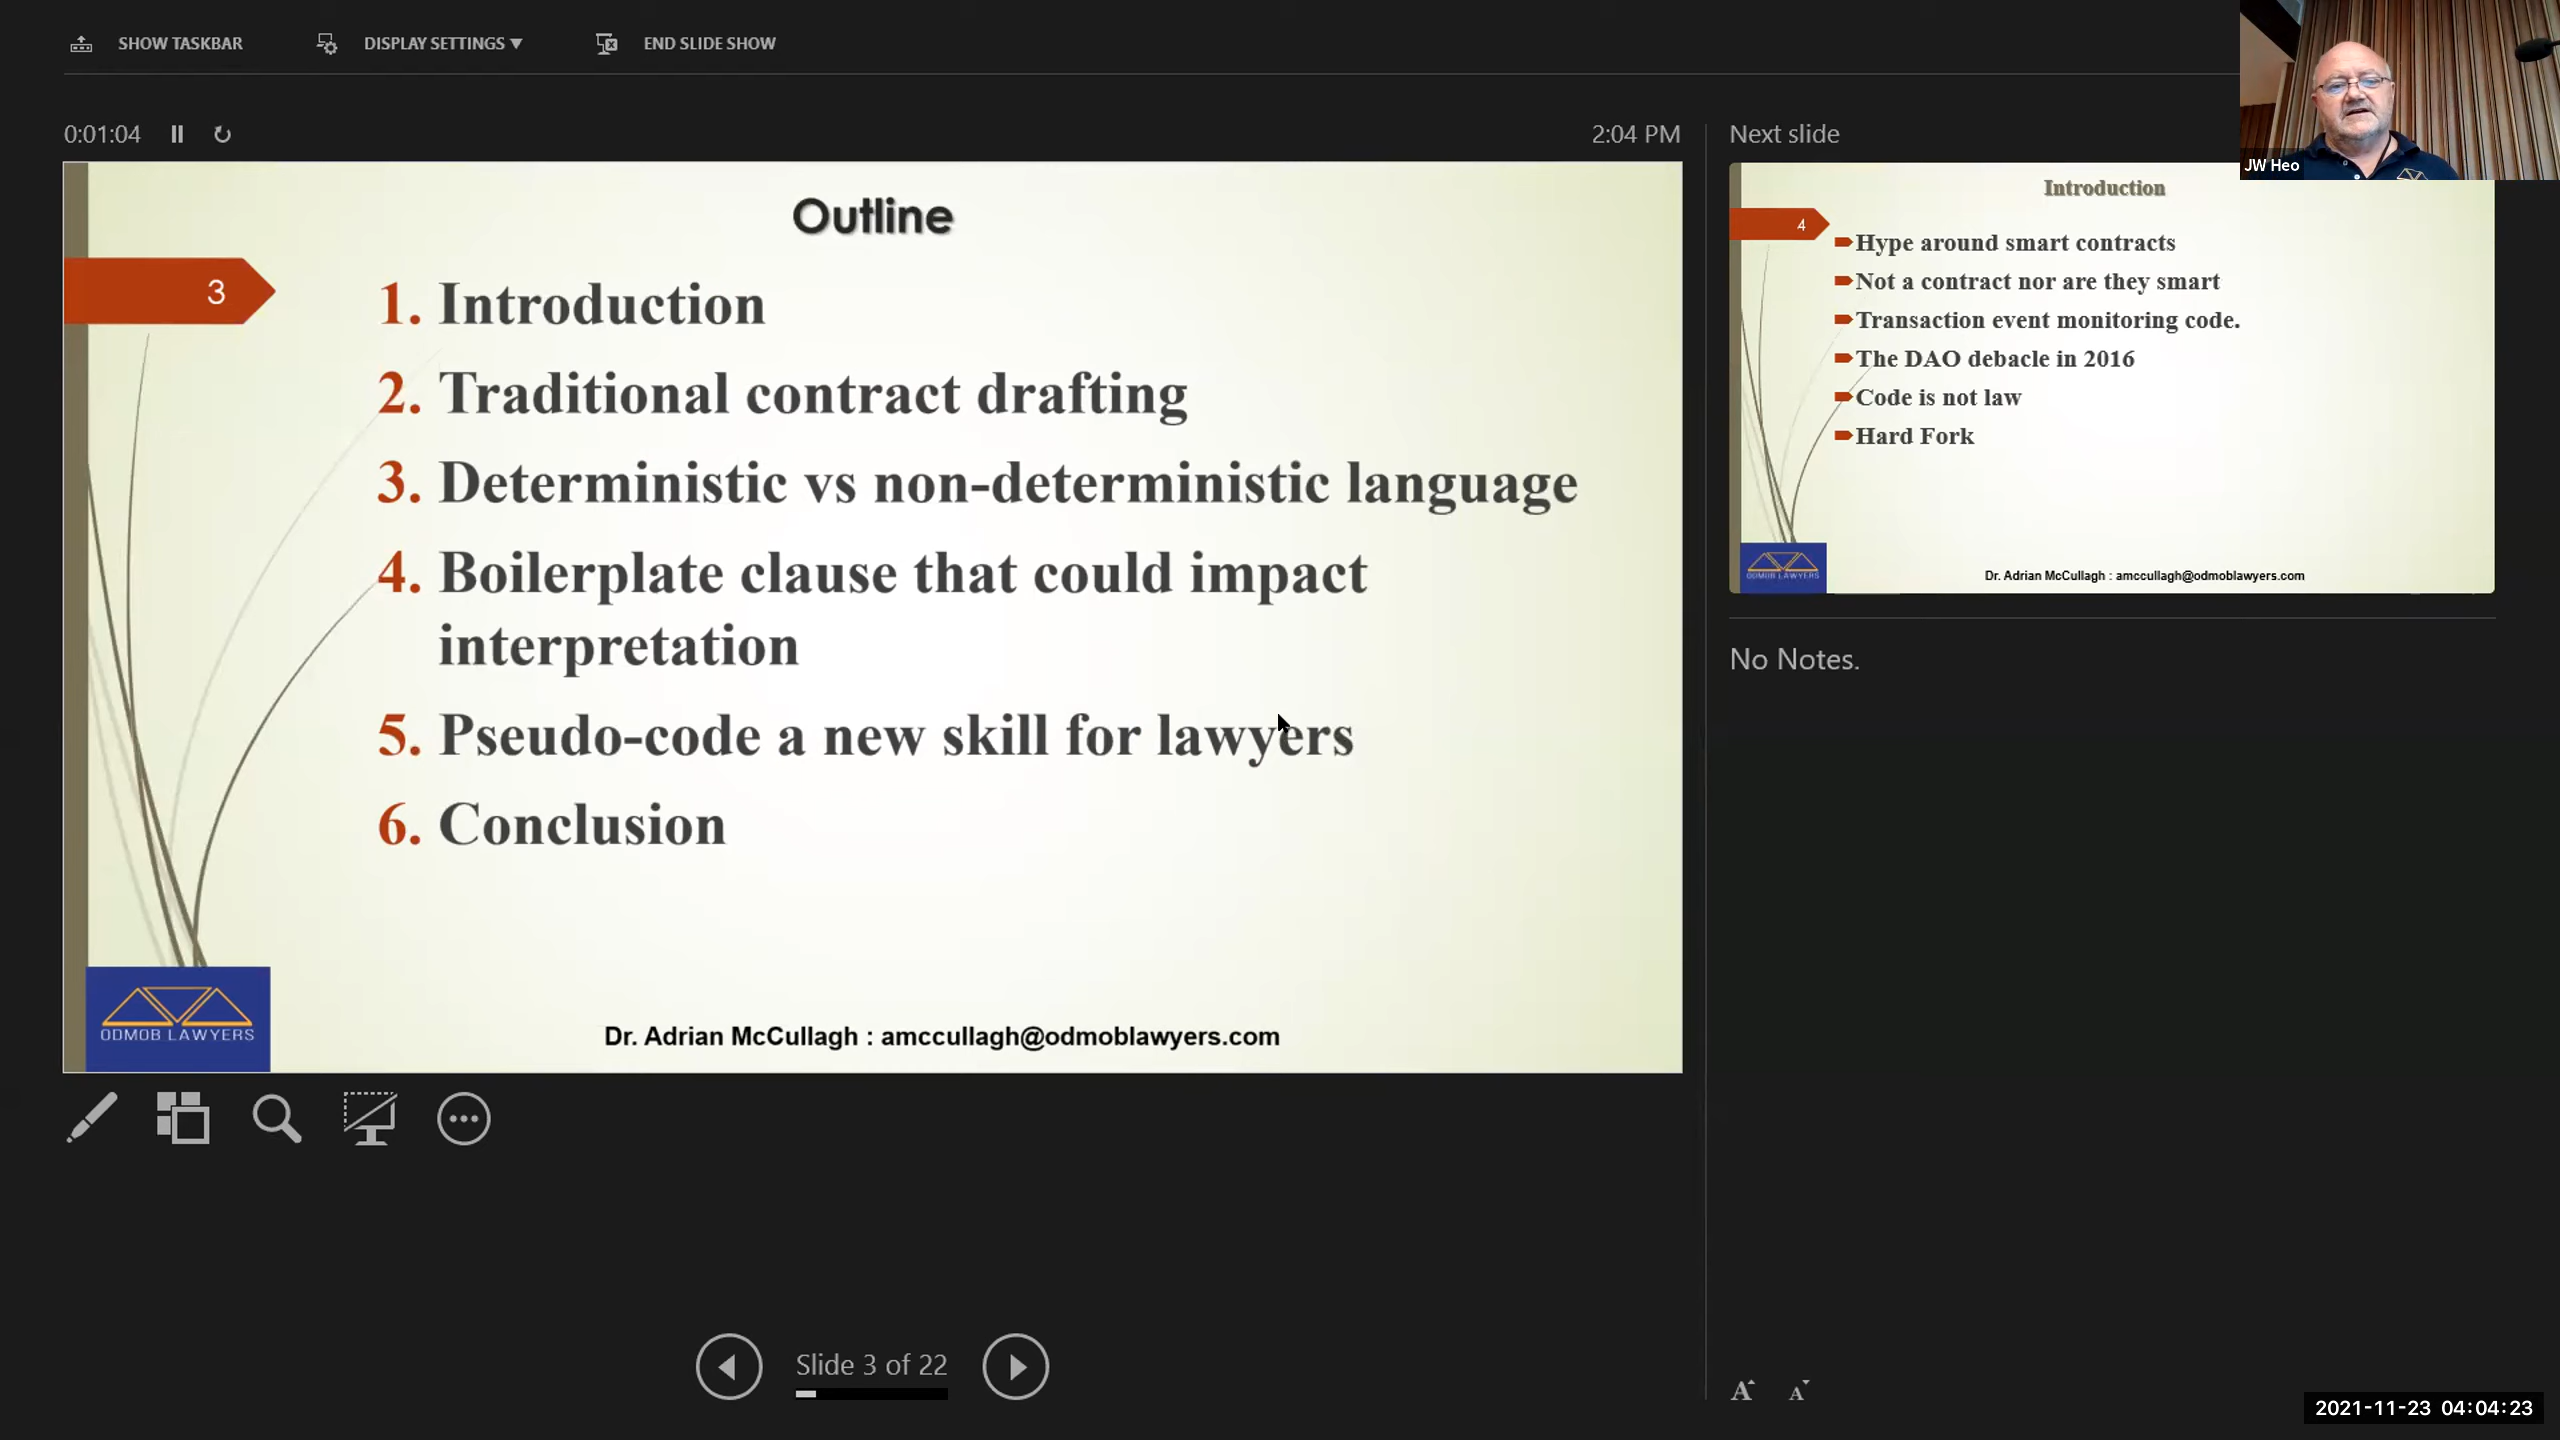 SHOW TASKBAR
DISPLAY SETTINGS ▼
END SLIDE SHOW
0:01:04
2:04 PM
Outline
3
1. Introduction
2. Traditional contract drafting
3. Deterministic vs non-deterministic language
4. Boilerplate clause that could impact
interpretation
5. Pseudo-code a new skill for lawyers
6. Conclusion
ODMOB LAWYERS
Dr. Adrian McCullagh : amccullagh@odmoblawyers.com
Slide 3 of 22
Next slide
JW Heo
Introduction
4
Hype around smart contracts
Not a contract nor are they smart
Transaction event monitoring code.
The DAO debacle in 2016
Code is not law
Hard Fork
ODMOB LAWYERS
Dr. Adrian McCullagh : amccullagh@odmoblawyers.com
No Notes.
A A
2021-11-23 04:04:23